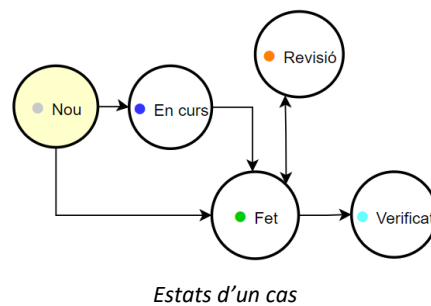 Revisió
Nou
En curs
Fet
Verificat
Estats d'un cas